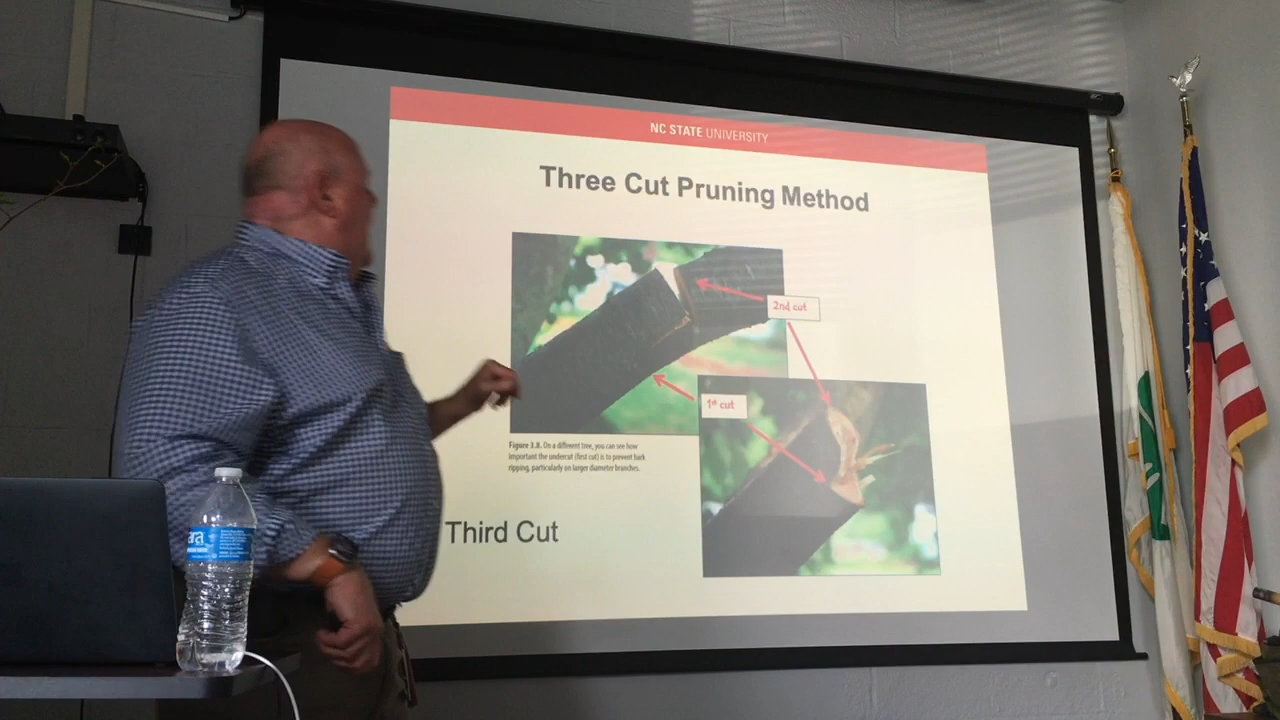 NC STATE UNIVERSITY
Three Cut Pruning Method
2nd cut
1st cut
Figure 3.8. On a different tree, you can see how
important the undercut (first cut) is to prevent bark
ripping, particularly on larger diameter branches.
Third Cut
ara